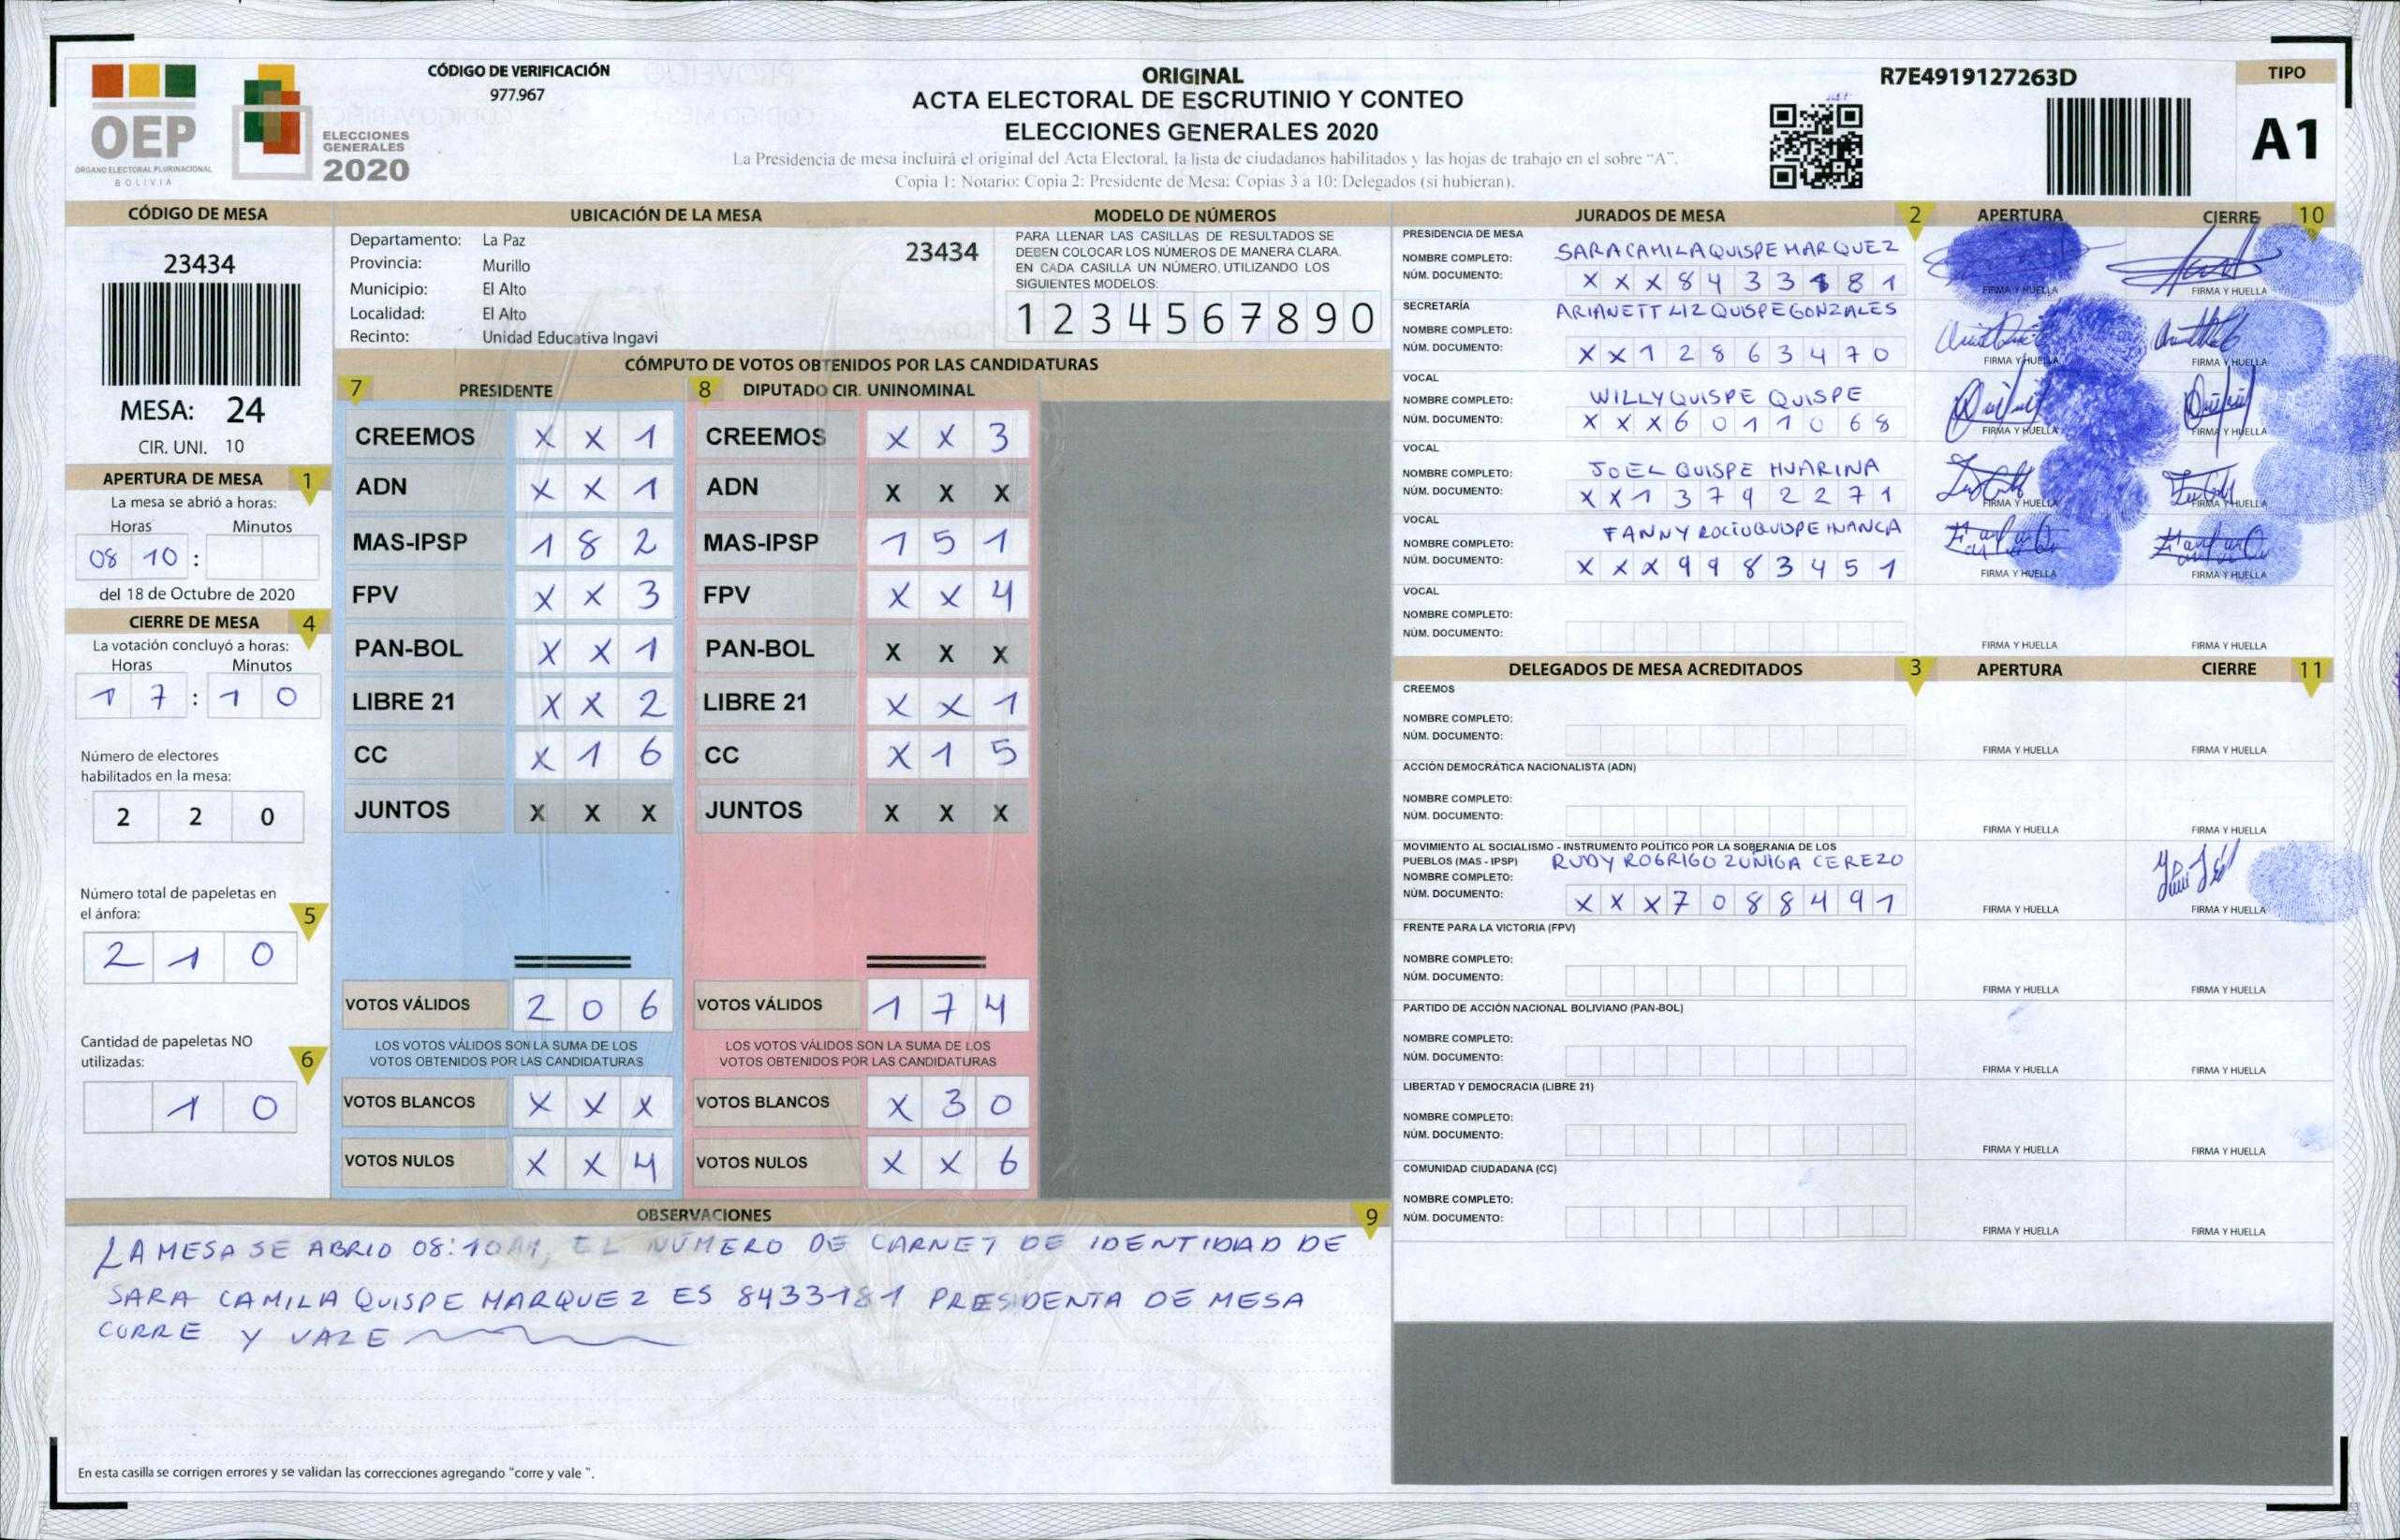 OEP
ÓRGANO ELECTORAL PLURINACIONAL
BOLIVIA
ELECCIONES
GENERALES
2020
CÓDIGO DE VERIFICACIÓN
977.967
ORIGINAL
ACTA ELECTORAL DE ESCRUTINIO Y CONTEO
ELECCIONES GENERALES 2020
La Presidencia de mesa incluirá el original del Acta Electoral, la lista de ciudadanos habilitados y las hojas de trabajo en el sobre "A".
Copia 1: Notario: Copia 2: Presidente de Mesa: Copias 3 a 10: Delegados (si hubieran).
R7E4919127263D
TIPO
A1
CÓDIGO DE MESA
23434
MESA: 24
CIR. UNI. 10
APERTURA DE MESA 1
La mesa se abrió a horas:
Horas Minutos
08 10 :
del 18 de Octubre de 2020
CIERRE DE MESA 4
La votación concluyó a horas:
Horas Minutos
1 7 : 1 0
Número de electores
habilitados en la mesa:
2 2 0
Número total de papeletas en
el ánfora: 5
2 1 0
Cantidad de papeletas NO
utilizadas: 6
1 0
UBICACIÓN DE LA MESA
Departamento: La Paz
23434
Provincia: Murillo
Municipio: El Alto
Localidad: El Alto
Recinto: Unidad Educativa Ingavi
MODELO DE NÚMEROS
PARA LLENAR LAS CASILLAS DE RESULTADOS SE
DEBEN COLOCAR LOS NÚMEROS DE MANERA CLARA.
EN CADA CASILLA UN NÚMERO, UTILIZANDO LOS
SIGUIENTES MODELOS:
1 2 3 4 5 6 7 8 9 0
CÓMPUTO DE VOTOS OBTENIDOS POR LAS CANDIDATURAS
7 PRESIDENTE
CREEMOS X X 1
ADN X X 1
MAS-IPSP 1 8 2
FPV X X 3
PAN-BOL X X 1
LIBRE 21 X X 2
CC X 1 6
JUNTOS X X X
VOTOS VÁLIDOS 2 0 6
LOS VOTOS VÁLIDOS SON LA SUMA DE LOS
VOTOS OBTENIDOS POR LAS CANDIDATURAS
VOTOS BLANCOS X X X
VOTOS NULOS X X 4
8 DIPUTADO CIR. UNINOMINAL
CREEMOS X X 3
ADN X X X
MAS-IPSP 1 5 1
FPV X X 4
PAN-BOL X X X
LIBRE 21 X X 1
CC X 1 5
JUNTOS X X X
VOTOS VÁLIDOS 1 7 4
LOS VOTOS VÁLIDOS SON LA SUMA DE LOS
VOTOS OBTENIDOS POR LAS CANDIDATURAS
VOTOS BLANCOS X 3 0
VOTOS NULOS X X 6
OBSERVACIONES 9
LA MESA SE ABRIO 08:10AM, EL NÚMERO DE CARNET DE IDENTIDAD DE
SARA CAMILA QUISPE MARQUEZ ES 8433181 PRESIDENTA DE MESA
CORRE Y VALE
En esta casilla se corrigen errores y se validan las correcciones agregando "corre y vale ".
JURADOS DE MESA 2 APERTURA CIERRE 10
PRESIDENCIA DE MESA
NOMBRE COMPLETO: SARA CAMILA QUISPE MARQUEZ
NÚM. DOCUMENTO: X X X 8 4 3 3 1 8 1
FIRMA Y HUELLA FIRMA Y HUELLA
SECRETARÍA
NOMBRE COMPLETO: ARIANETT LIZ QUISPE GONZALES
NÚM. DOCUMENTO: X X 1 2 8 6 3 4 7 0
FIRMA Y HUELLA FIRMA Y HUELLA
VOCAL
NOMBRE COMPLETO: WILLY QUISPE QUISPE
NÚM. DOCUMENTO: X X X 6 0 1 1 0 6 8
FIRMA Y HUELLA FIRMA Y HUELLA
VOCAL
NOMBRE COMPLETO: JOEL QUISPE HUARINA
NÚM. DOCUMENTO: X X 1 3 7 9 2 2 7 1
FIRMA Y HUELLA FIRMA Y HUELLA
VOCAL
NOMBRE COMPLETO: FANNY ROCIO QUISPE HUANCA
NÚM. DOCUMENTO: X X X 9 9 8 3 4 5 1
FIRMA Y HUELLA FIRMA Y HUELLA
VOCAL
NOMBRE COMPLETO:
NÚM. DOCUMENTO:
FIRMA Y HUELLA FIRMA Y HUELLA
DELEGADOS DE MESA ACREDITADOS 3 APERTURA CIERRE 11
CREEMOS
NOMBRE COMPLETO:
NÚM. DOCUMENTO:
FIRMA Y HUELLA FIRMA Y HUELLA
ACCIÓN DEMOCRÁTICA NACIONALISTA (ADN)
NOMBRE COMPLETO:
NÚM. DOCUMENTO:
FIRMA Y HUELLA FIRMA Y HUELLA
MOVIMIENTO AL SOCIALISMO - INSTRUMENTO POLÍTICO POR LA SOBERANIA DE LOS
PUEBLOS (MAS - IPSP) RUDY ROGRIGO ZUÑIGA CEREZO
NOMBRE COMPLETO:
NÚM. DOCUMENTO: X X X 7 0 8 8 4 9 1
FIRMA Y HUELLA FIRMA Y HUELLA
FRENTE PARA LA VICTORIA (FPV)
NOMBRE COMPLETO:
NÚM. DOCUMENTO:
FIRMA Y HUELLA FIRMA Y HUELLA
PARTIDO DE ACCIÓN NACIONAL BOLIVIANO (PAN-BOL)
NOMBRE COMPLETO:
NÚM. DOCUMENTO:
FIRMA Y HUELLA FIRMA Y HUELLA
LIBERTAD Y DEMOCRACIA (LIBRE 21)
NOMBRE COMPLETO:
NÚM. DOCUMENTO:
FIRMA Y HUELLA FIRMA Y HUELLA
COMUNIDAD CIUDADANA (CC)
NOMBRE COMPLETO:
NÚM. DOCUMENTO:
FIRMA Y HUELLA FIRMA Y HUELLA